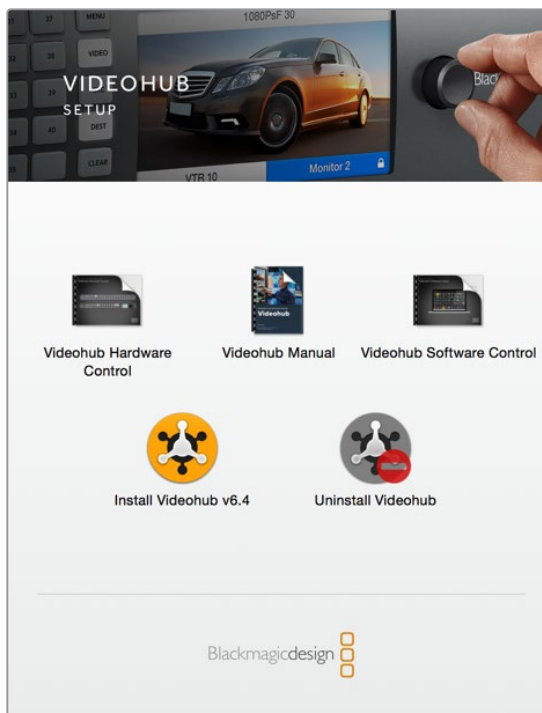 1080PsF 30
31
37
MENU
38
VIDEO
VIDEOHUB
SETUP
39
40
DEST
CLEAR
VTR 10
Monitor 2
Videohub
Videohub Hardware
Control
Videohub Manual
Videohub Software Control
Install Videohub v6.4
Uninstall Videohub
Blackmagicdesign